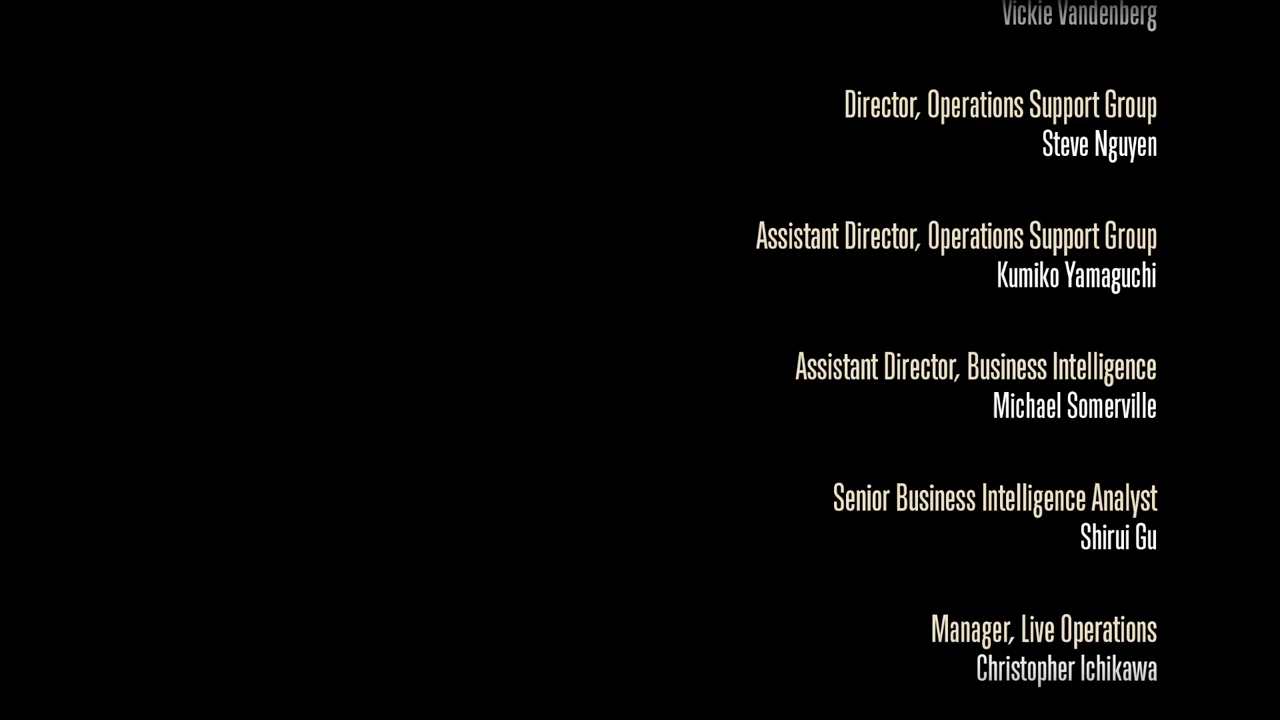 Vickie Vandenberg
Director, Operations Support Group
Steve Nguyen
Assistant Director, Operations Support Group
Kumiko Yamaguchi
Assistant Director, Business Intelligence
Michael Somerville
Senior Business Intelligence Analyst
Shirui Gu
Manager, Live Operations
Christopher Ichikawa